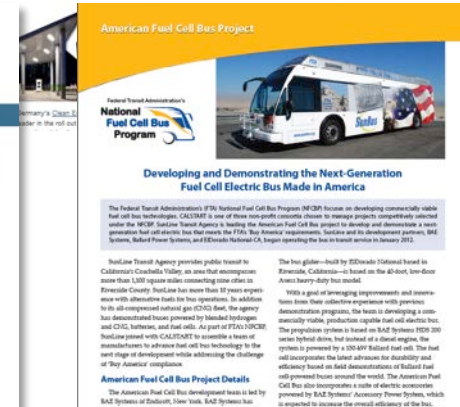 American Fuel Cell Bus Project
Federal Transit Administration's
National
Fuel Cell Bus
Program
SunBus
Germany's Clean E
ader in the roll out
Developing and Demonstrating the Next-Generation
Fuel Cell Electric Bus Made in America
The Federal Transit Administration's (FTA) National Fuel Cell Bus Program (NFCBP) focuses on developing commercially viable
fuel cell bus technologies. CALSTART is one of three non-profit consortia chosen to manage projects competitively selected
under the NFCBP. SunLine Transit Agency is leading the American Fuel Cell Bus project to develop and demonstrate a next-
generation fuel cell electric bus that meets the FTA's 'Buy America' requirements. SunLine and its development partners, BAE
Systems, Ballard Power Systems, and ElDorado National-CA, began operating the bus in transit service in January 2012.
SunLine Transit Agency provides public transit to
California's Coachella Valley, an area that encompasses
more than 1,100 square miles connecting nine cities in
Riverside County. SunLine has more than 10 years experi-
ence with alternative fuels for bus operations. In addition
to its all-compressed natural gas (CNG) fleet, the agency
has demonstrated buses powered by blended hydrogen
and CNG, batteries, and fuel cells. As part of FTA's NFCBP,
SunLine joined with CALSTART to assemble a team of
manufacturers to advance fuel cell bus technology to the
next stage of development while addressing the challenge
of 'Buy America' compliance.
American Fuel Cell Bus Project Details
The American Fuel Cell Bus development team is led by
BAE Systems of Endicott, New York. BAE Systems has
The bus glider—built by ElDorado National based in
Riverside, California—is based on the 40-foot, low-floor
Axess heavy-duty bus model.
With a goal of leveraging improvements and innova-
tions from their collective experience with previous
demonstration programs, the team is developing a com-
mercially viable, production capable fuel cell electric bus.
The propulsion system is based on BAE Systems HDS 200
series hybrid drive, but instead of a diesel engine, the
system is powered by a 150-kW Ballard fuel cell. The fuel
cell incorporates the latest advances for durability and
efficiency based on field demonstrations of Ballard fuel
cell-powered buses around the world. The American Fuel
Cell Bus also incorporates a suite of electric accessories
powered by BAE Systems' Accessory Power System, which
is expected to increase the overall efficiency of the bus.